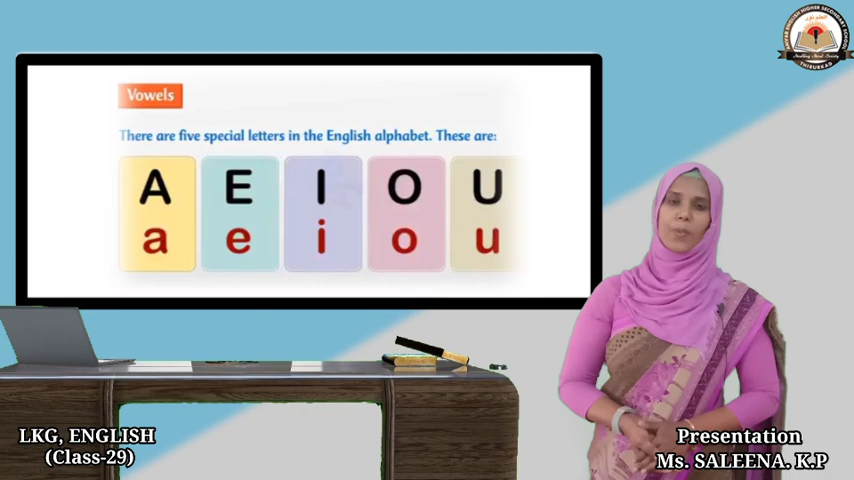 Vowels
There are five special letters in the English alphabet. These are:
A E I O U
a e i o u
LKG, ENGLISH
(Class-29)
Presentation
Ms. SALEENA. K.P
THIRURKAD